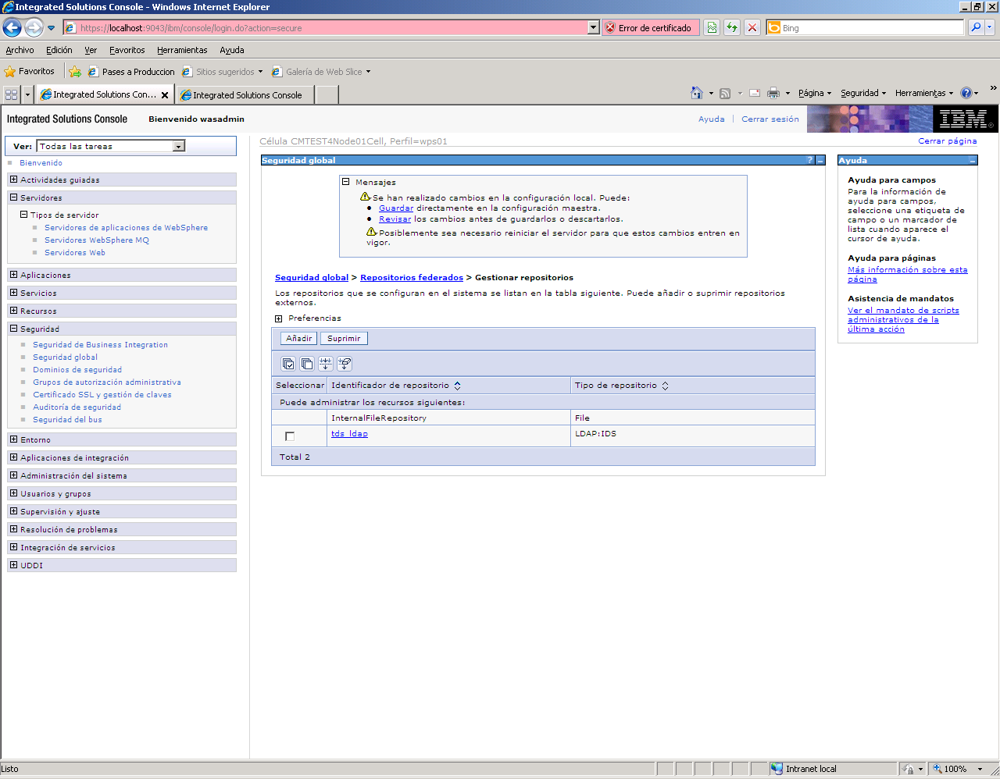 Integrated Solutions Console - Windows Internet Explorer
https://localhost:9043/ibm/console/login.do?action=secure
Error de certificado
Bing
Archivo Edición Ver Favoritos Herramientas Ayuda
Favoritos Pases a Produccion Sitios sugeridos Galería de Web Slice
Integrated Solutions Con... Integrated Solutions Console
Página Seguridad Herramientas
Integrated Solutions Console Bienvenido wasadmin
Ayuda | Cerrar sesión
IBM
Ver: Todas las tareas
Bienvenido
Actividades guiadas
Servidores
Tipos de servidor
Servidores de aplicaciones de WebSphere
Servidores WebSphere MQ
Servidores Web
Aplicaciones
Servicios
Recursos
Seguridad
Seguridad de Business Integration
Seguridad global
Dominios de seguridad
Grupos de autorización administrativa
Certificado SSL y gestión de claves
Auditoría de seguridad
Seguridad del bus
Entorno
Aplicaciones de integración
Administración del sistema
Usuarios y grupos
Supervisión y ajuste
Resolución de problemas
Integración de servicios
UDDI
Célula CMTEST4Node01Cell, Perfil=wps01
Cerrar página
Seguridad global
?
Mensajes
Se han realizado cambios en la configuración local. Puede:
Guardar directamente en la configuración maestra.
Revisar los cambios antes de guardarlos o descartarlos.
Posiblemente sea necesario reiniciar el servidor para que estos cambios entren en
vigor.
Seguridad global > Repositorios federados > Gestionar repositorios
Los repositorios que se configuran en el sistema se listan en la tabla siguiente. Puede añadir o suprimir repositorios
externos.
Preferencias
Añadir Suprimir
Seleccionar Identificador de repositorio Tipo de repositorio
Puede administrar los recursos siguientes:
InternalFileRepository File
tds_ldap LDAP:IDS
Total 2
Ayuda
Ayuda para campos
Para la información de
ayuda para campos,
seleccione una etiqueta de
campo o un marcador de
lista cuando aparece el
cursor de ayuda.
Ayuda para páginas
Más información sobre esta
página
Asistencia de mandatos
Ver el mandato de scripts
administrativos de la
última acción
Listo
Intranet local
100%